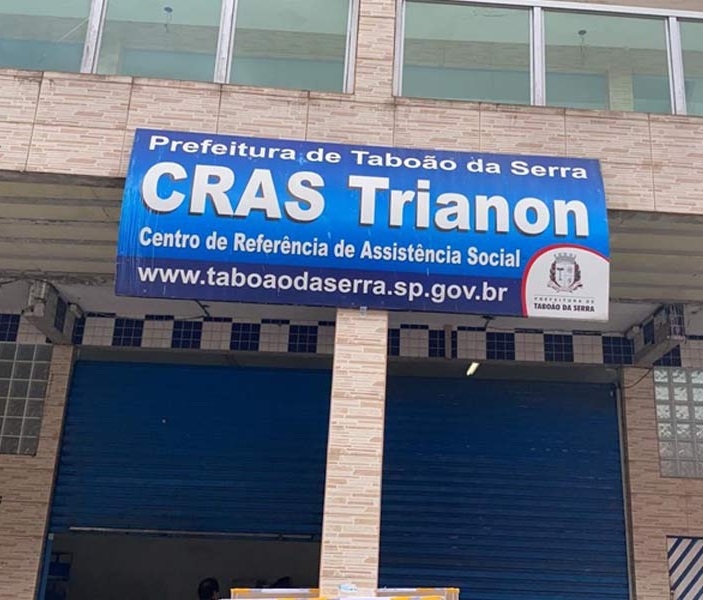 Prefeitura de Taboão da Serra
CRAS Trianon
Centro de Referência de Assistência Social
www.taboaodaserra.sp.gov.br
PREFEITURA DE
TABOÃO DA SERRA